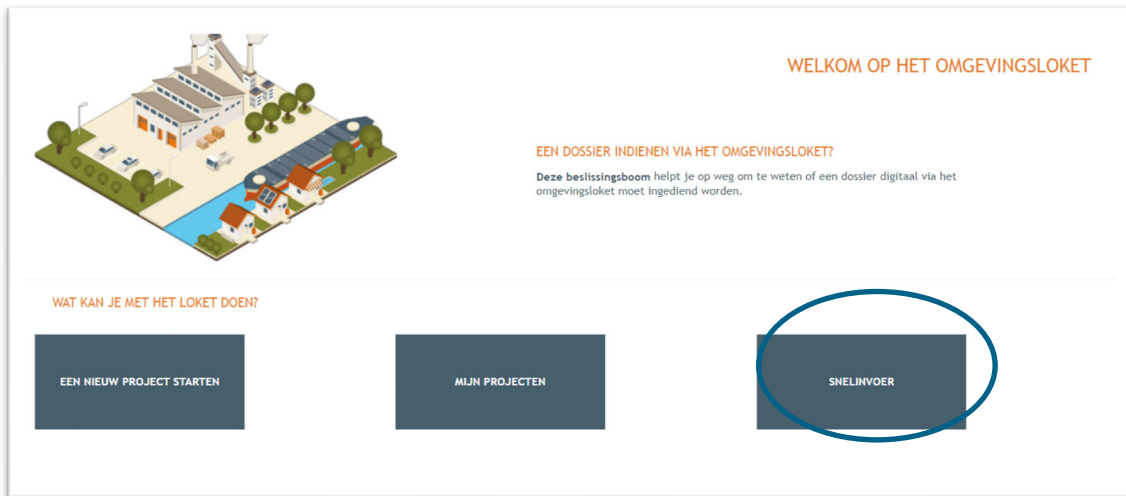 WELKOM OP HET OMGEVINGSLOKET
EEN DOSSIER INDIENEN VIA HET OMGEVINGSLOKET?
Deze beslissingsboom helpt je op weg om te weten of een dossier digitaal via het
omgevingsloket moet ingediend worden.
WAT KAN JE MET HET LOKET DOEN?
EEN NIEUW PROJECT STARTEN
MIJN PROJECTEN
SNELINVOER